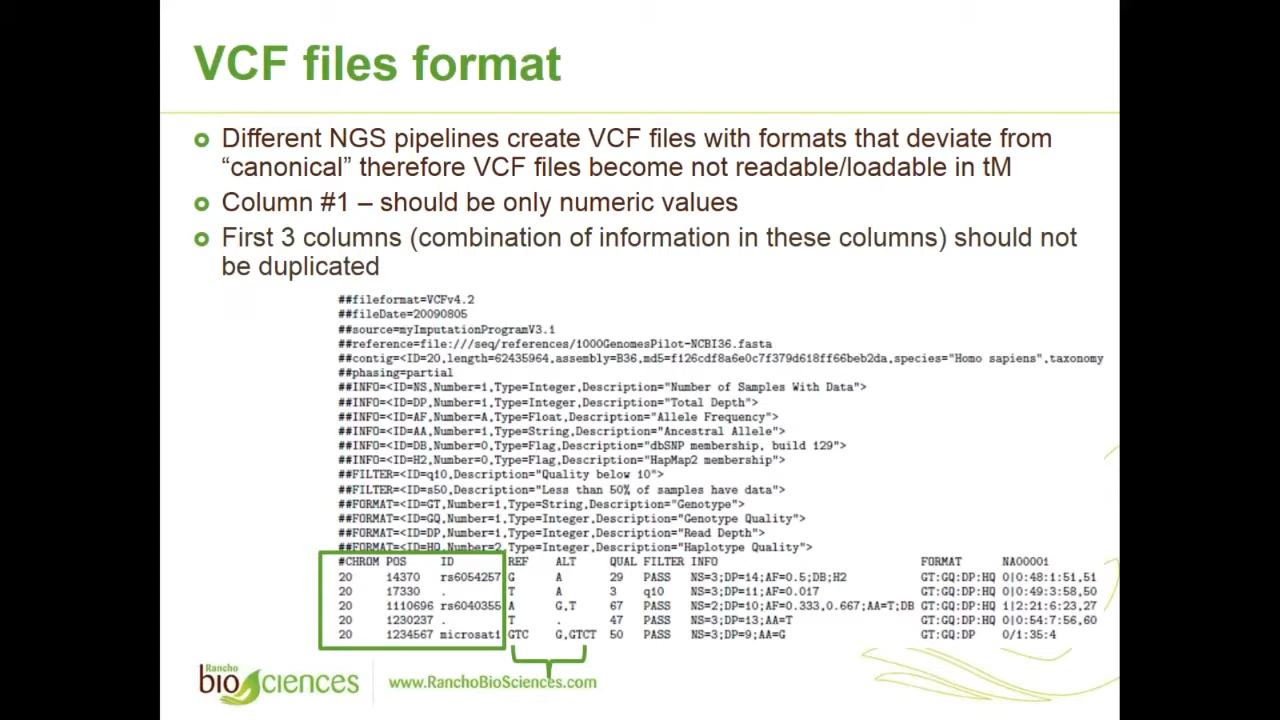 VCF files format
Different NGS pipelines create VCF files with formats that deviate from
“canonical” therefore VCF files become not readable/loadable in tM
Column #1 – should be only numeric values
First 3 columns (combination of information in these columns) should not
be duplicated
##fileformat=VCFv4.2
##fileDate=20090805
##source=myImputationProgramV3.1
##reference=file:///seq/references/1000GenomesPilot-NCBI36.fasta
##contig=<ID=20,length=62435964,assembly=B36,md5=f126cdf8a6e0c7f379d618ff66beb2da,species="Homo sapiens",taxonomy
##phasing=partial
##INFO=<ID=NS,Number=1,Type=Integer,Description="Number of Samples With Data">
##INFO=<ID=DP,Number=1,Type=Integer,Description="Total Depth">
##INFO=<ID=AF,Number=A,Type=Float,Description="Allele Frequency">
##INFO=<ID=AA,Number=1,Type=String,Description="Ancestral Allele">
##INFO=<ID=DB,Number=0,Type=Flag,Description="dbSNP membership, build 129">
##INFO=<ID=H2,Number=0,Type=Flag,Description="HapMap2 membership">
##FILTER=<ID=q10,Description="Quality below 10">
##FILTER=<ID=s50,Description="Less than 50% of samples have data">
##FORMAT=<ID=GT,Number=1,Type=String,Description="Genotype">
##FORMAT=<ID=GQ,Number=1,Type=Integer,Description="Genotype Quality">
##FORMAT=<ID=DP,Number=1,Type=Integer,Description="Read Depth">
##FORMAT=<ID=HQ,Number=2,Type=Integer,Description="Haplotype Quality">
#CHROM POS ID REF ALT QUAL FILTER INFO FORMAT NA00001
20 14370 rs6054257 G A 29 PASS NS=3;DP=14;AF=0.5;DB;H2 GT:GQ:DP:HQ 0|0:48:1:51,51
20 17330 . T A 3 q10 NS=3;DP=11;AF=0.017 GT:GQ:DP:HQ 0|0:49:3:58,50
20 1110696 rs6040355 A G,T 67 PASS NS=2;DP=10;AF=0.333,0.667;AA=T;DB GT:GQ:DP:HQ 1|2:21:6:23,27
20 1230237 . T . 47 PASS NS=3;DP=13;AA=T GT:GQ:DP:HQ 0|0:54:7:56,60
20 1234567 microsat1 GTC G,GTCT 50 PASS NS=3;DP=9;AA=G GT:GQ:DP 0/1:35:4
Rancho
biosciences
www.RanchoBioSciences.com